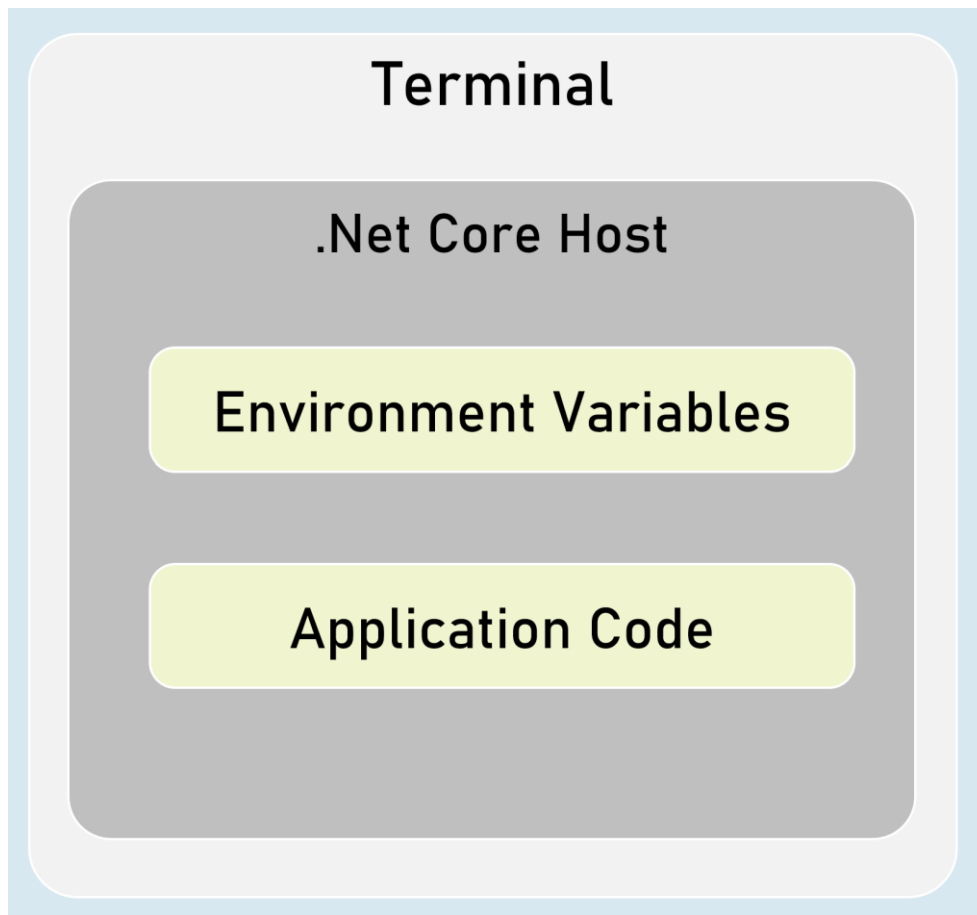 Terminal
.Net Core Host
Environment Variables
Application Code